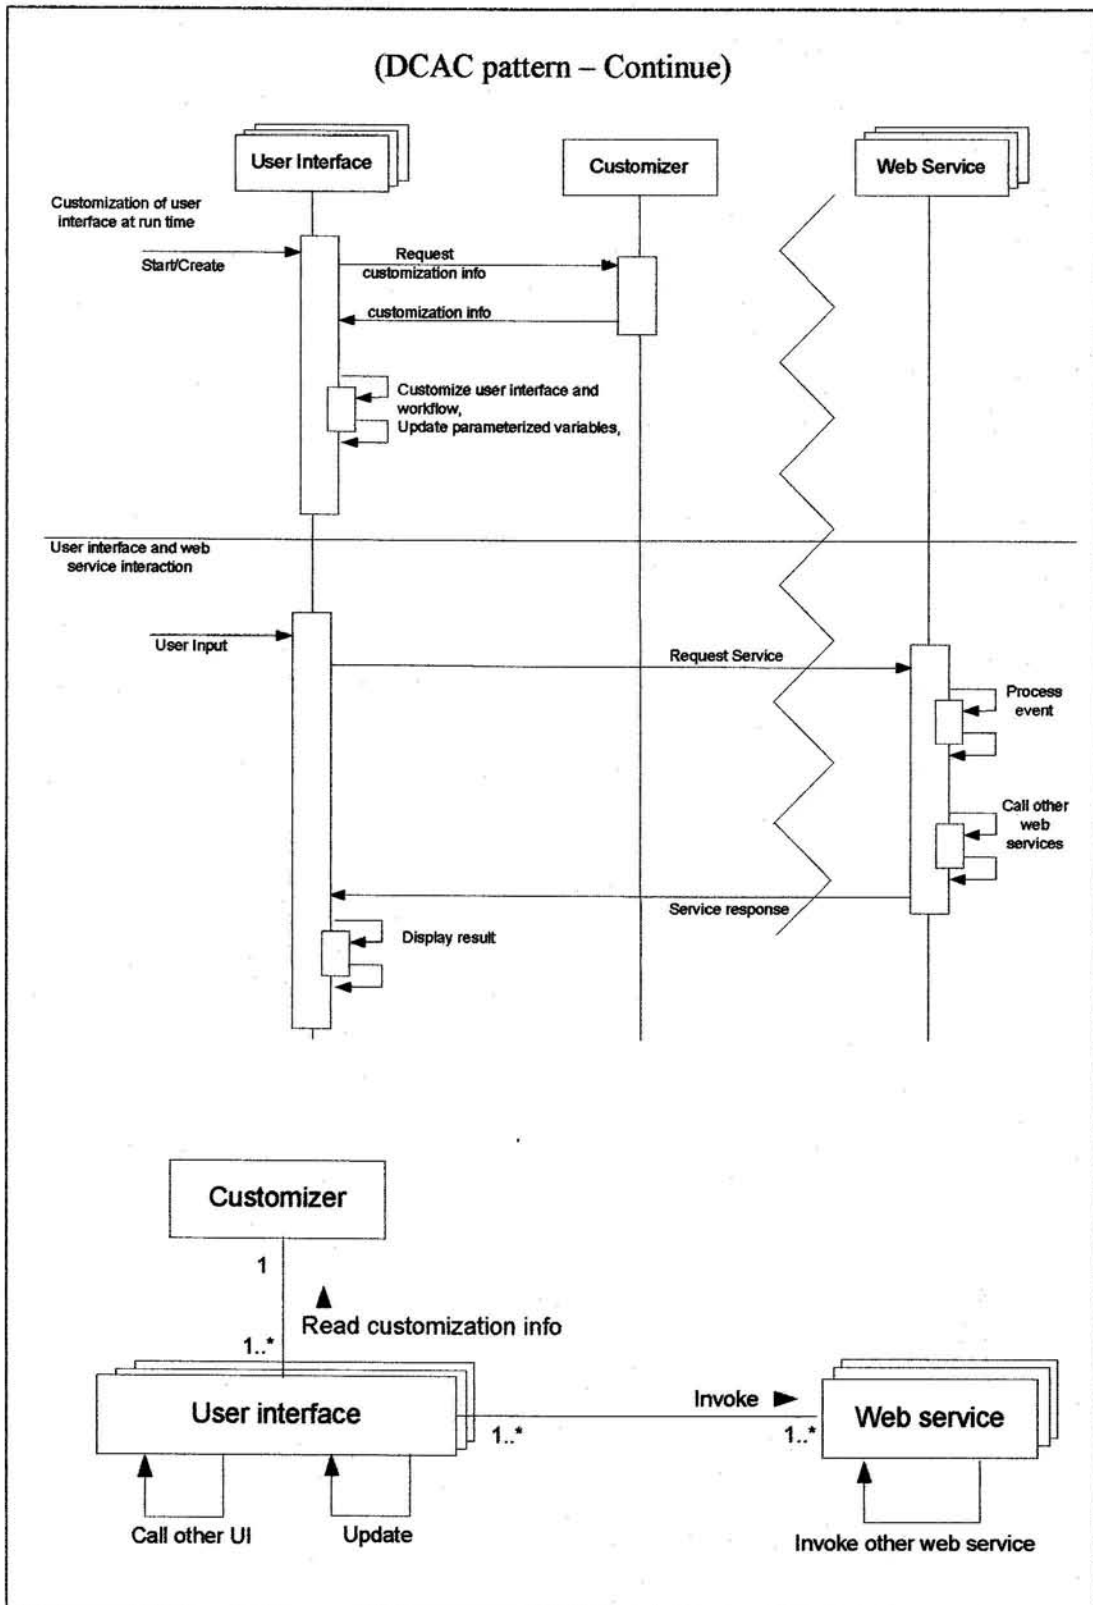 (DCAC pattern – Continue)
User Interface
Customizer
Web Service
Customization of user
interface at run time
Start/Create
Request
customization info
customization info
Customize user interface and
workflow,
Update parameterized variables,
User interface and web
service interaction
User Input
Request Service
Process
event
Call other
web
services
Service response
Display result
Customizer
1
Read customization info
1..*
User interface
Invoke
1..*
1..*
Web service
Call other UI
Update
Invoke other web service